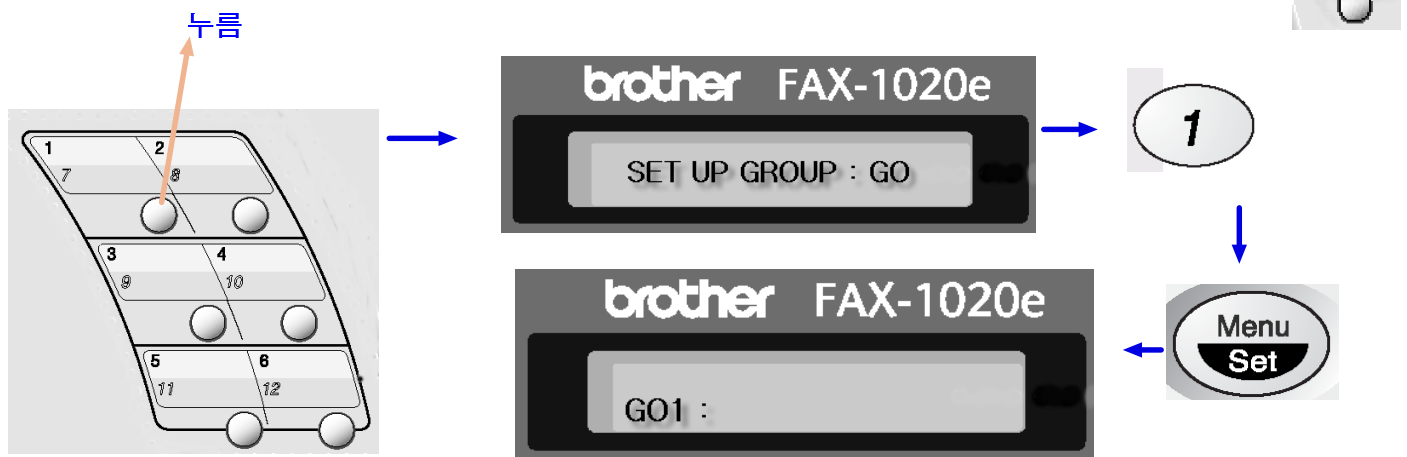 누름
1 2
7 8
3 4
9 10
5 6
11 12
brother FAX-1020e
SET UP GROUP : GO
1
Menu
Set
brother FAX-1020e
GO1 :